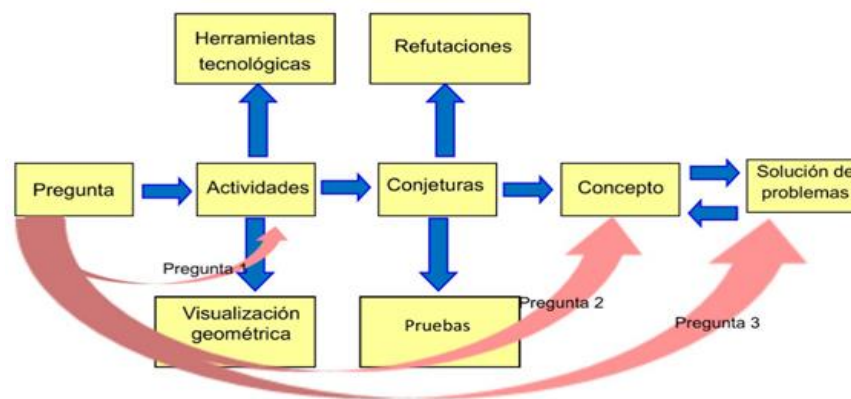 Herramientas
tecnológicas
Refutaciones
Pregunta
Actividades
Conjeturas
Concepto
Solución de
problemas
Pregunta 1
Pregunta 2
Pregunta 3
Visualización
geométrica
Pruebas